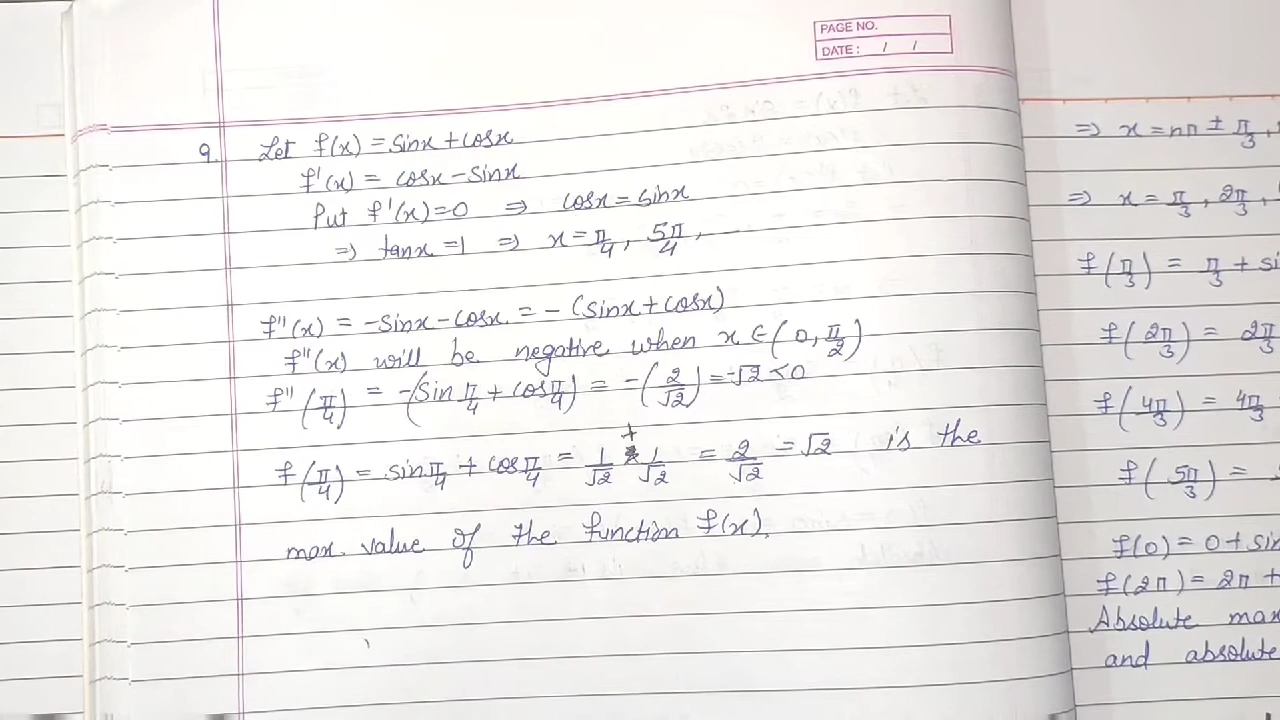 PAGE NO.
DATE: / /
9. Let f(x) = sinx + cosx
f'(x) = cosx - sinx
Put f'(x)=0 ⇒ cosx = sinx
⇒ tanx = 1 ⇒ x = π/4, 5π/4, --
f''(x) = -sinx - cosx = - (sinx + cosx)
f''(x) will be negative when x ∈ (0, π/2)
f''(π/4) = -(sin π/4 + cos π/4) = -(2/√2) = -√2 < 0
f(π/4) = sin π/4 + cos π/4 = 1/√2 + 1/√2 = 2/√2 = √2 is the
max. value of the function f(x).
⇒ x = nπ ± π/3,
⇒ x = π/3, 2π/3,
f(π/3) = π/3 + si
f(2π/3) = 2π/3
f(4π/3) = 4π/3
f(5π/3) =
f(0) = 0 + sin
f(2π) = 2π +
Absolute max
and absolute